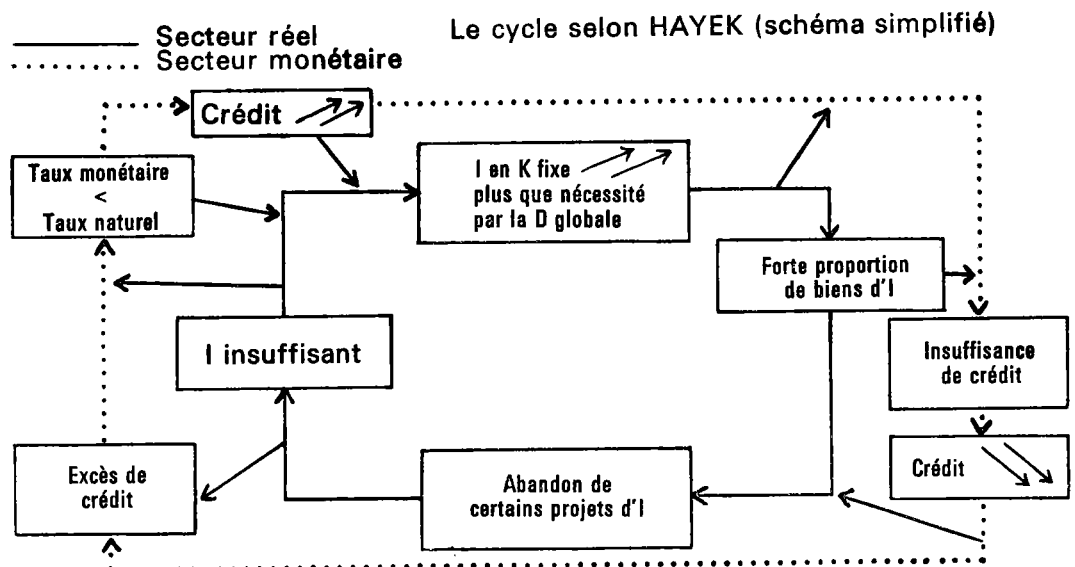 Le cycle selon HAYEK (schéma simplifié)
Secteur réel
Secteur monétaire
Crédit
Taux monétaire
<
Taux naturel
I en K fixe
plus que nécessité
par la D globale
Forte proportion
de biens d'I
I insuffisant
Insuffisance
de crédit
Excès de
crédit
Abandon de
certains projets d'I
Crédit